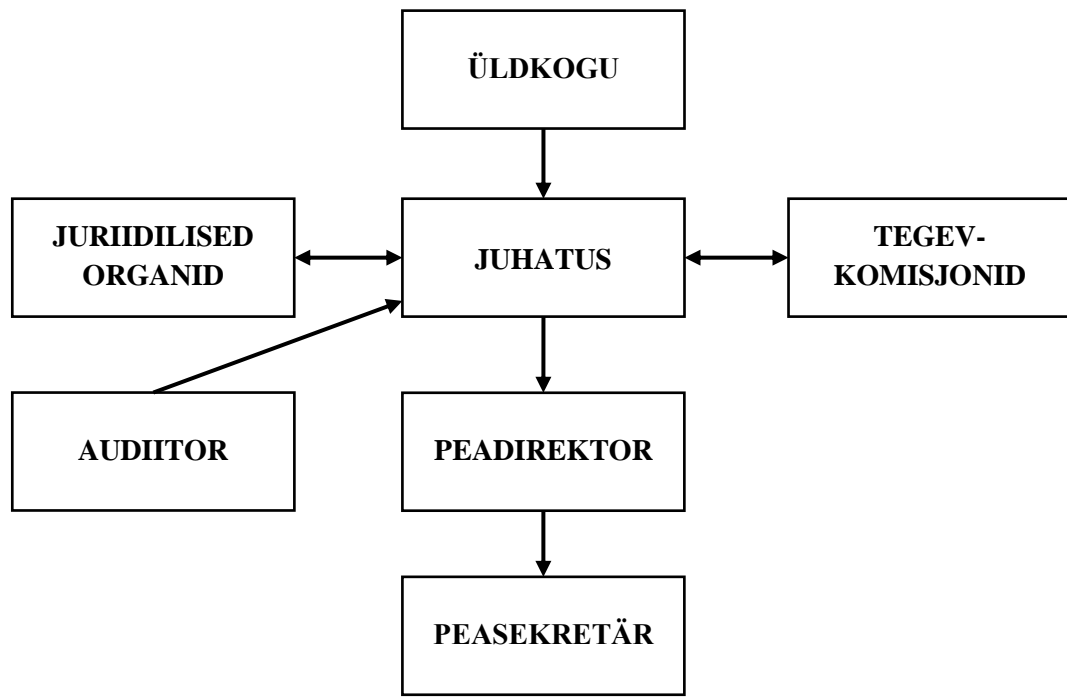 ÜLDKOGU
JURIIDILISED
ORGANID
JUHATUS
TEGEV-
KOMISJONID
AUDIITOR
PEADIREKTOR
PEASEKRETÄR